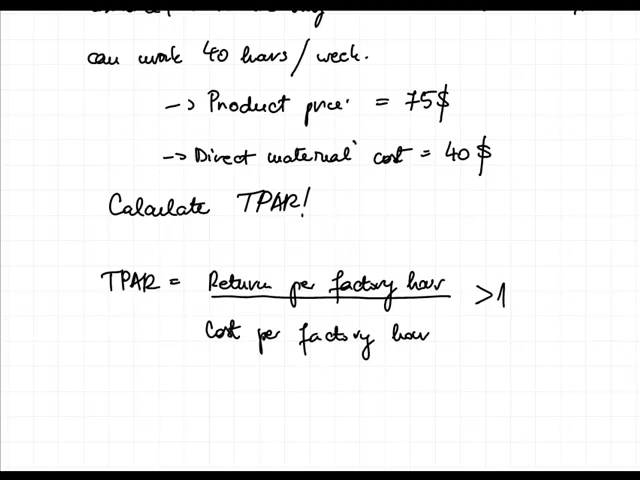 can work 40 hours/week.
-> Product price = 75$
-> Direct material cost = 40$
Calculate TPAR!
TPAR = Return per factory hour >1
Cost per factory hour